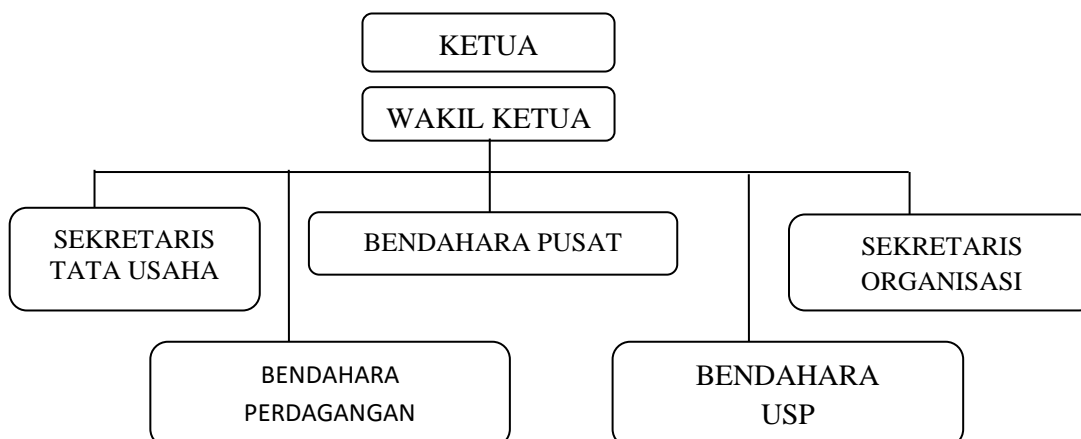 KETUA
WAKIL KETUA
SEKRETARIS
TATA USAHA
BENDAHARA PUSAT
SEKRETARIS
ORGANISASI
BENDAHARA
PERDAGANGAN
BENDAHARA
USP